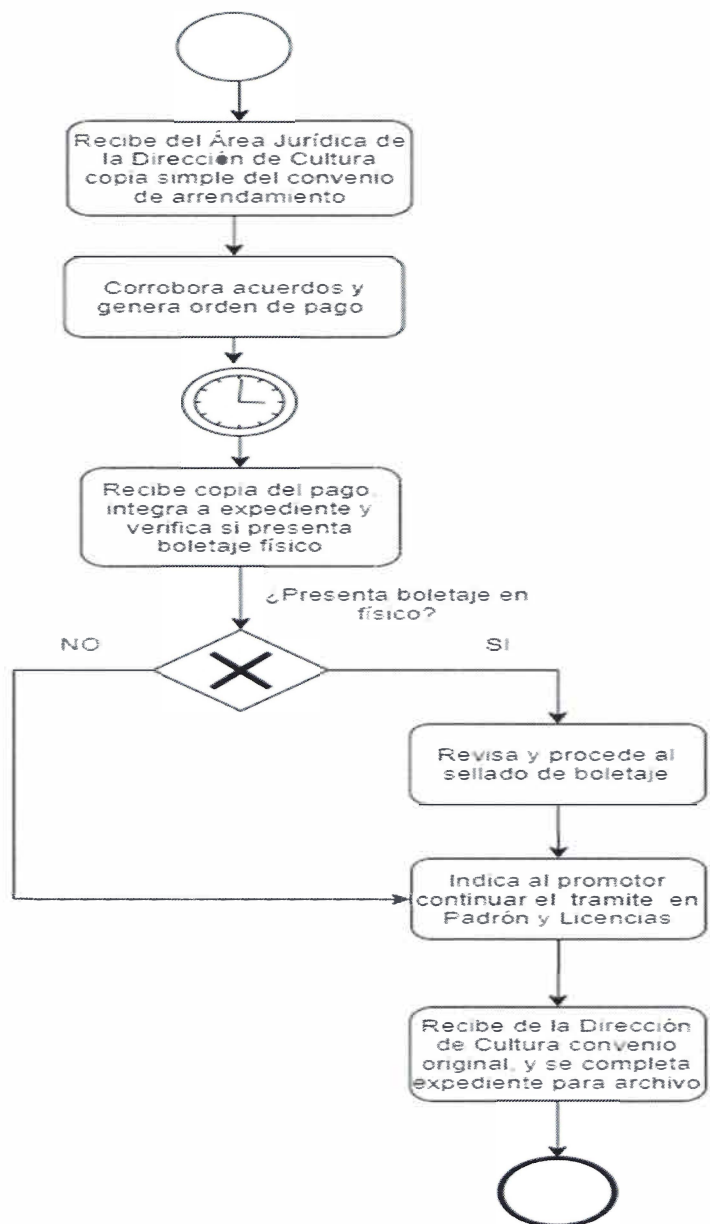 Recibe del Área Jurídica de
la Dirección de Cultura
copia simple del convenio
de arrendamiento
Corrobora acuerdos y
genera orden de pago
Recibe copia del pago,
integra a expediente y
verifica si presenta
boletaje físico
¿Presenta boletaje en
físico?
NO
SI
Revisa y procede al
sellado de boletaje
Indica al promotor
continuar el tramite en
Padrón y Licencias
Recibe de la Dirección
de Cultura convenio
original, y se completa
expediente para archivo